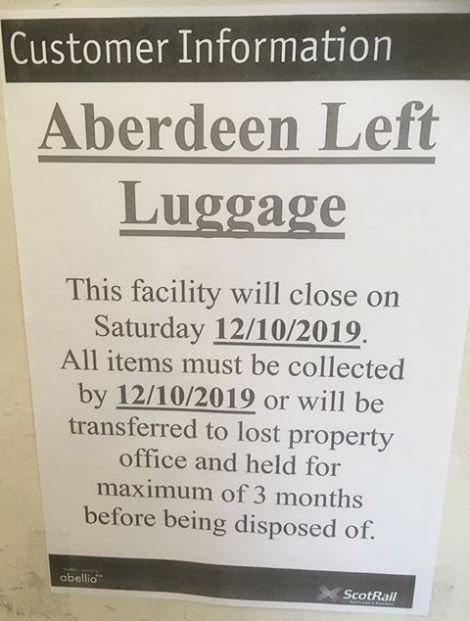 Customer Information
Aberdeen Left
Luggage
This facility will close on
Saturday 12/10/2019.
All items must be collected
by 12/10/2019 or will be
transferred to lost property
office and held for
maximum of 3 months
before being disposed of.
abellio
ScotRail